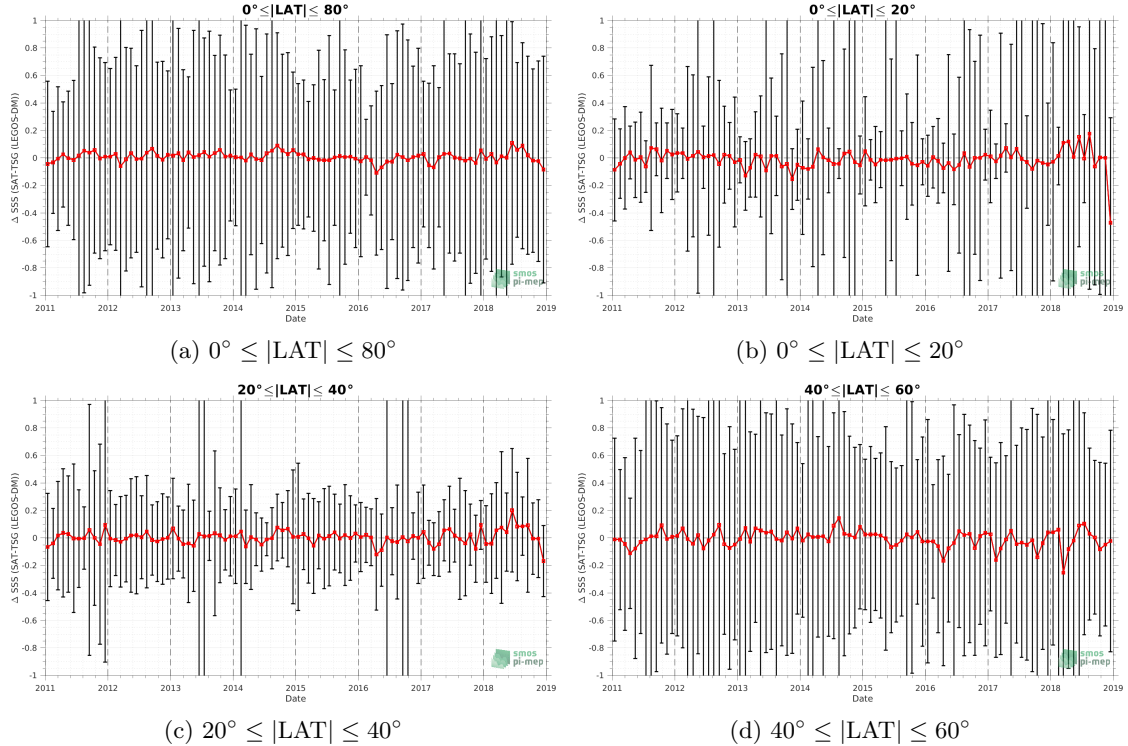 0°≤|LAT|≤ 80°
Δ SSS (SAT-TSG (LEGOS-DM))
1
0.8
0.6
0.4
0.2
0
-0.2
-0.4
-0.6
-0.8
-1
2011 2012 2013 2014 2015 2016 2017 2018 2019
Date
smos
pi-mep
(a) 0° ≤ |LAT| ≤ 80°
0°≤|LAT|≤ 20°
Δ SSS (SAT-TSG (LEGOS-DM))
1
0.8
0.6
0.4
0.2
0
-0.2
-0.4
-0.6
-0.8
-1
2011 2012 2013 2014 2015 2016 2017 2018 2019
Date
smos
pi-mep
(b) 0° ≤ |LAT| ≤ 20°
20°≤|LAT|≤ 40°
Δ SSS (SAT-TSG (LEGOS-DM))
1
0.8
0.6
0.4
0.2
0
-0.2
-0.4
-0.6
-0.8
-1
2011 2012 2013 2014 2015 2016 2017 2018 2019
Date
smos
pi-mep
(c) 20° ≤ |LAT| ≤ 40°
40°≤|LAT|≤ 60°
Δ SSS (SAT-TSG (LEGOS-DM))
1
0.8
0.6
0.4
0.2
0
-0.2
-0.4
-0.6
-0.8
-1
2011 2012 2013 2014 2015 2016 2017 2018 2019
Date
smos
pi-mep
(d) 40° ≤ |LAT| ≤ 60°